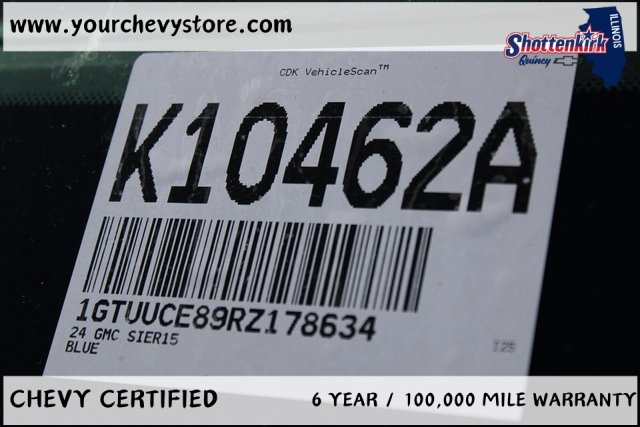 www.yourchevystore.com
Shottenkirk
Quincy
ILLINOIS
CDK VehicleScan™
K10462A
1GTUUCE89RZ178634
24 GMC SIER15
BLUE
125
CHEVY CERTIFIED
6 YEAR / 100,000 MILE WARRANTY